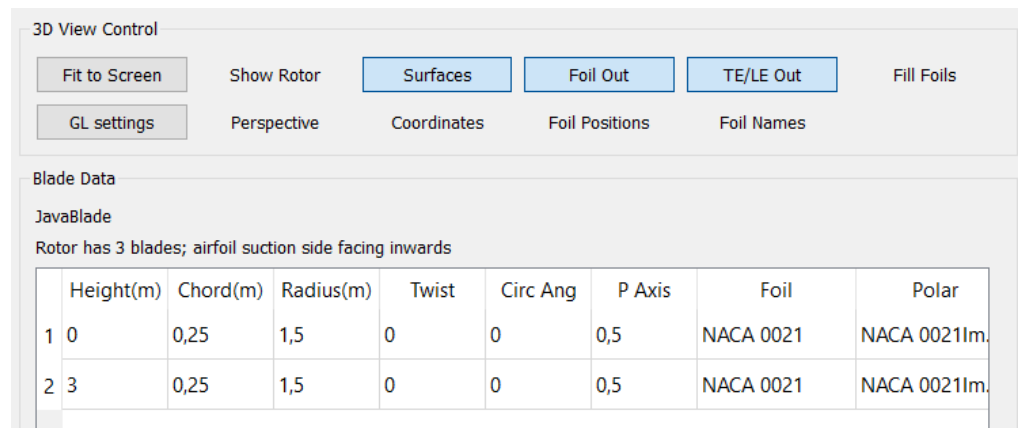 3D View Control
Fit to Screen Show Rotor Surfaces Foil Out TE/LE Out Fill Foils
GL settings Perspective Coordinates Foil Positions Foil Names
Blade Data
JavaBlade
Rotor has 3 blades; airfoil suction side facing inwards
Height(m) Chord(m) Radius(m) Twist Circ Ang P Axis Foil Polar
1 0 0,25 1,5 0 0 0,5 NACA 0021 NACA 0021Im.
2 3 0,25 1,5 0 0 0,5 NACA 0021 NACA 0021Im.